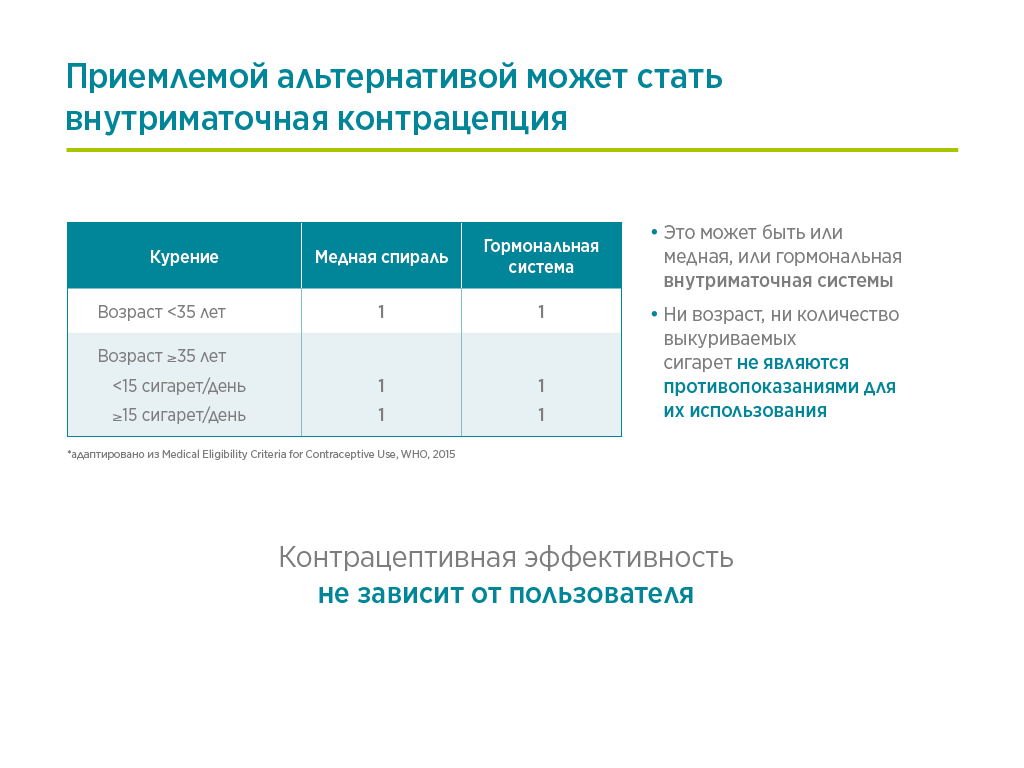 Приемлемой альтернативой может стать
внутриматочная контрацепция
Курение Медная спираль Гормональная система
Возраст <35 лет 1 1
Возраст ≥35 лет
<15 сигарет/день 1 1
≥15 сигарет/день 1 1
*адаптировано из Medical Eligibility Criteria for Contraceptive Use, WHO, 2015
• Это может быть или
медная, или гормональная
внутриматочная системы
• Ни возраст, ни количество
выкуриваемых
сигарет не являются
противопоказаниями для
их использования
Контрацептивная эффективность
не зависит от пользователя